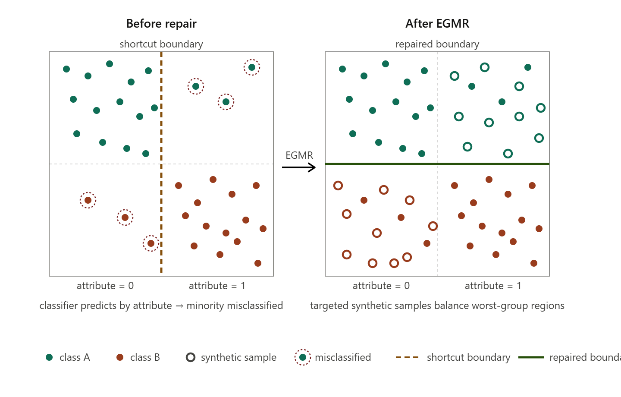 Before repair
After EGMR
shortcut boundary
repaired boundary
EGMR
attribute = 0
attribute = 1
attribute = 0
attribute = 1
classifier predicts by attribute → minority misclassified
targeted synthetic samples balance worst-group regions
class A
class B
synthetic sample
misclassified
shortcut boundary
repaired